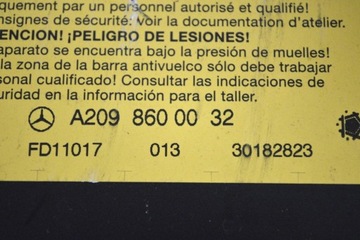 quement par un personnel autorisé et qualifié!
nsignes de sécurité: Voir la documentation d'atelier.
ATENCION! ¡PELIGRO DE LESIONES!
aparato se encuentra bajo la presión de muelles!
la zona de la barra antivuelco sólo debe trabajar
sonal cualificado! Consultar las indicaciones de
uridad en la información para el taller.
A209 860 00 32
FD11017 013 30182823